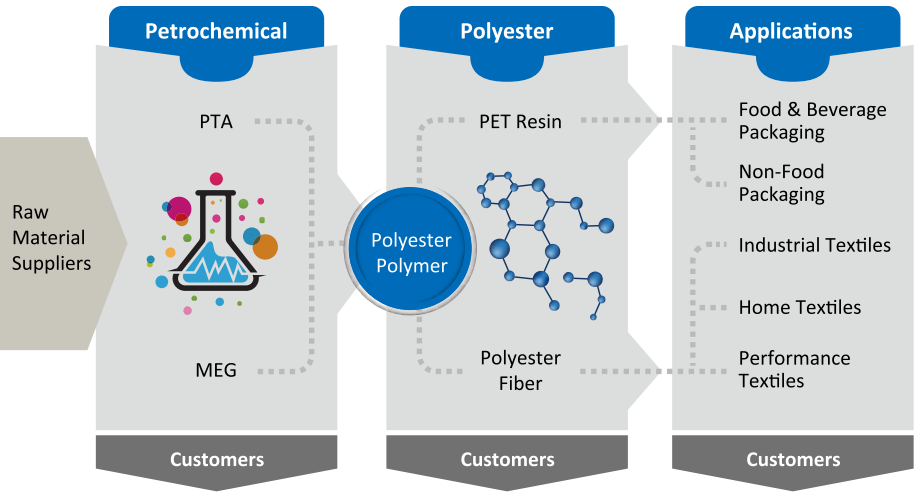 Petrochemical
Polyester
Applications
Raw
Material
Suppliers
PTA
MEG
Polyester
Polymer
PET Resin
Polyester
Fiber
Food & Beverage
Packaging
Non-Food
Packaging
Industrial Textiles
Home Textiles
Performance
Textiles
Customers
Customers
Customers